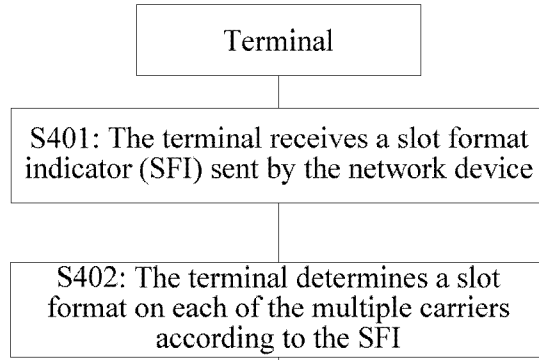 Terminal
S401: The terminal receives a slot format
indicator (SFI) sent by the network device
S402: The terminal determines a slot
format on each of the multiple carriers
according to the SFI